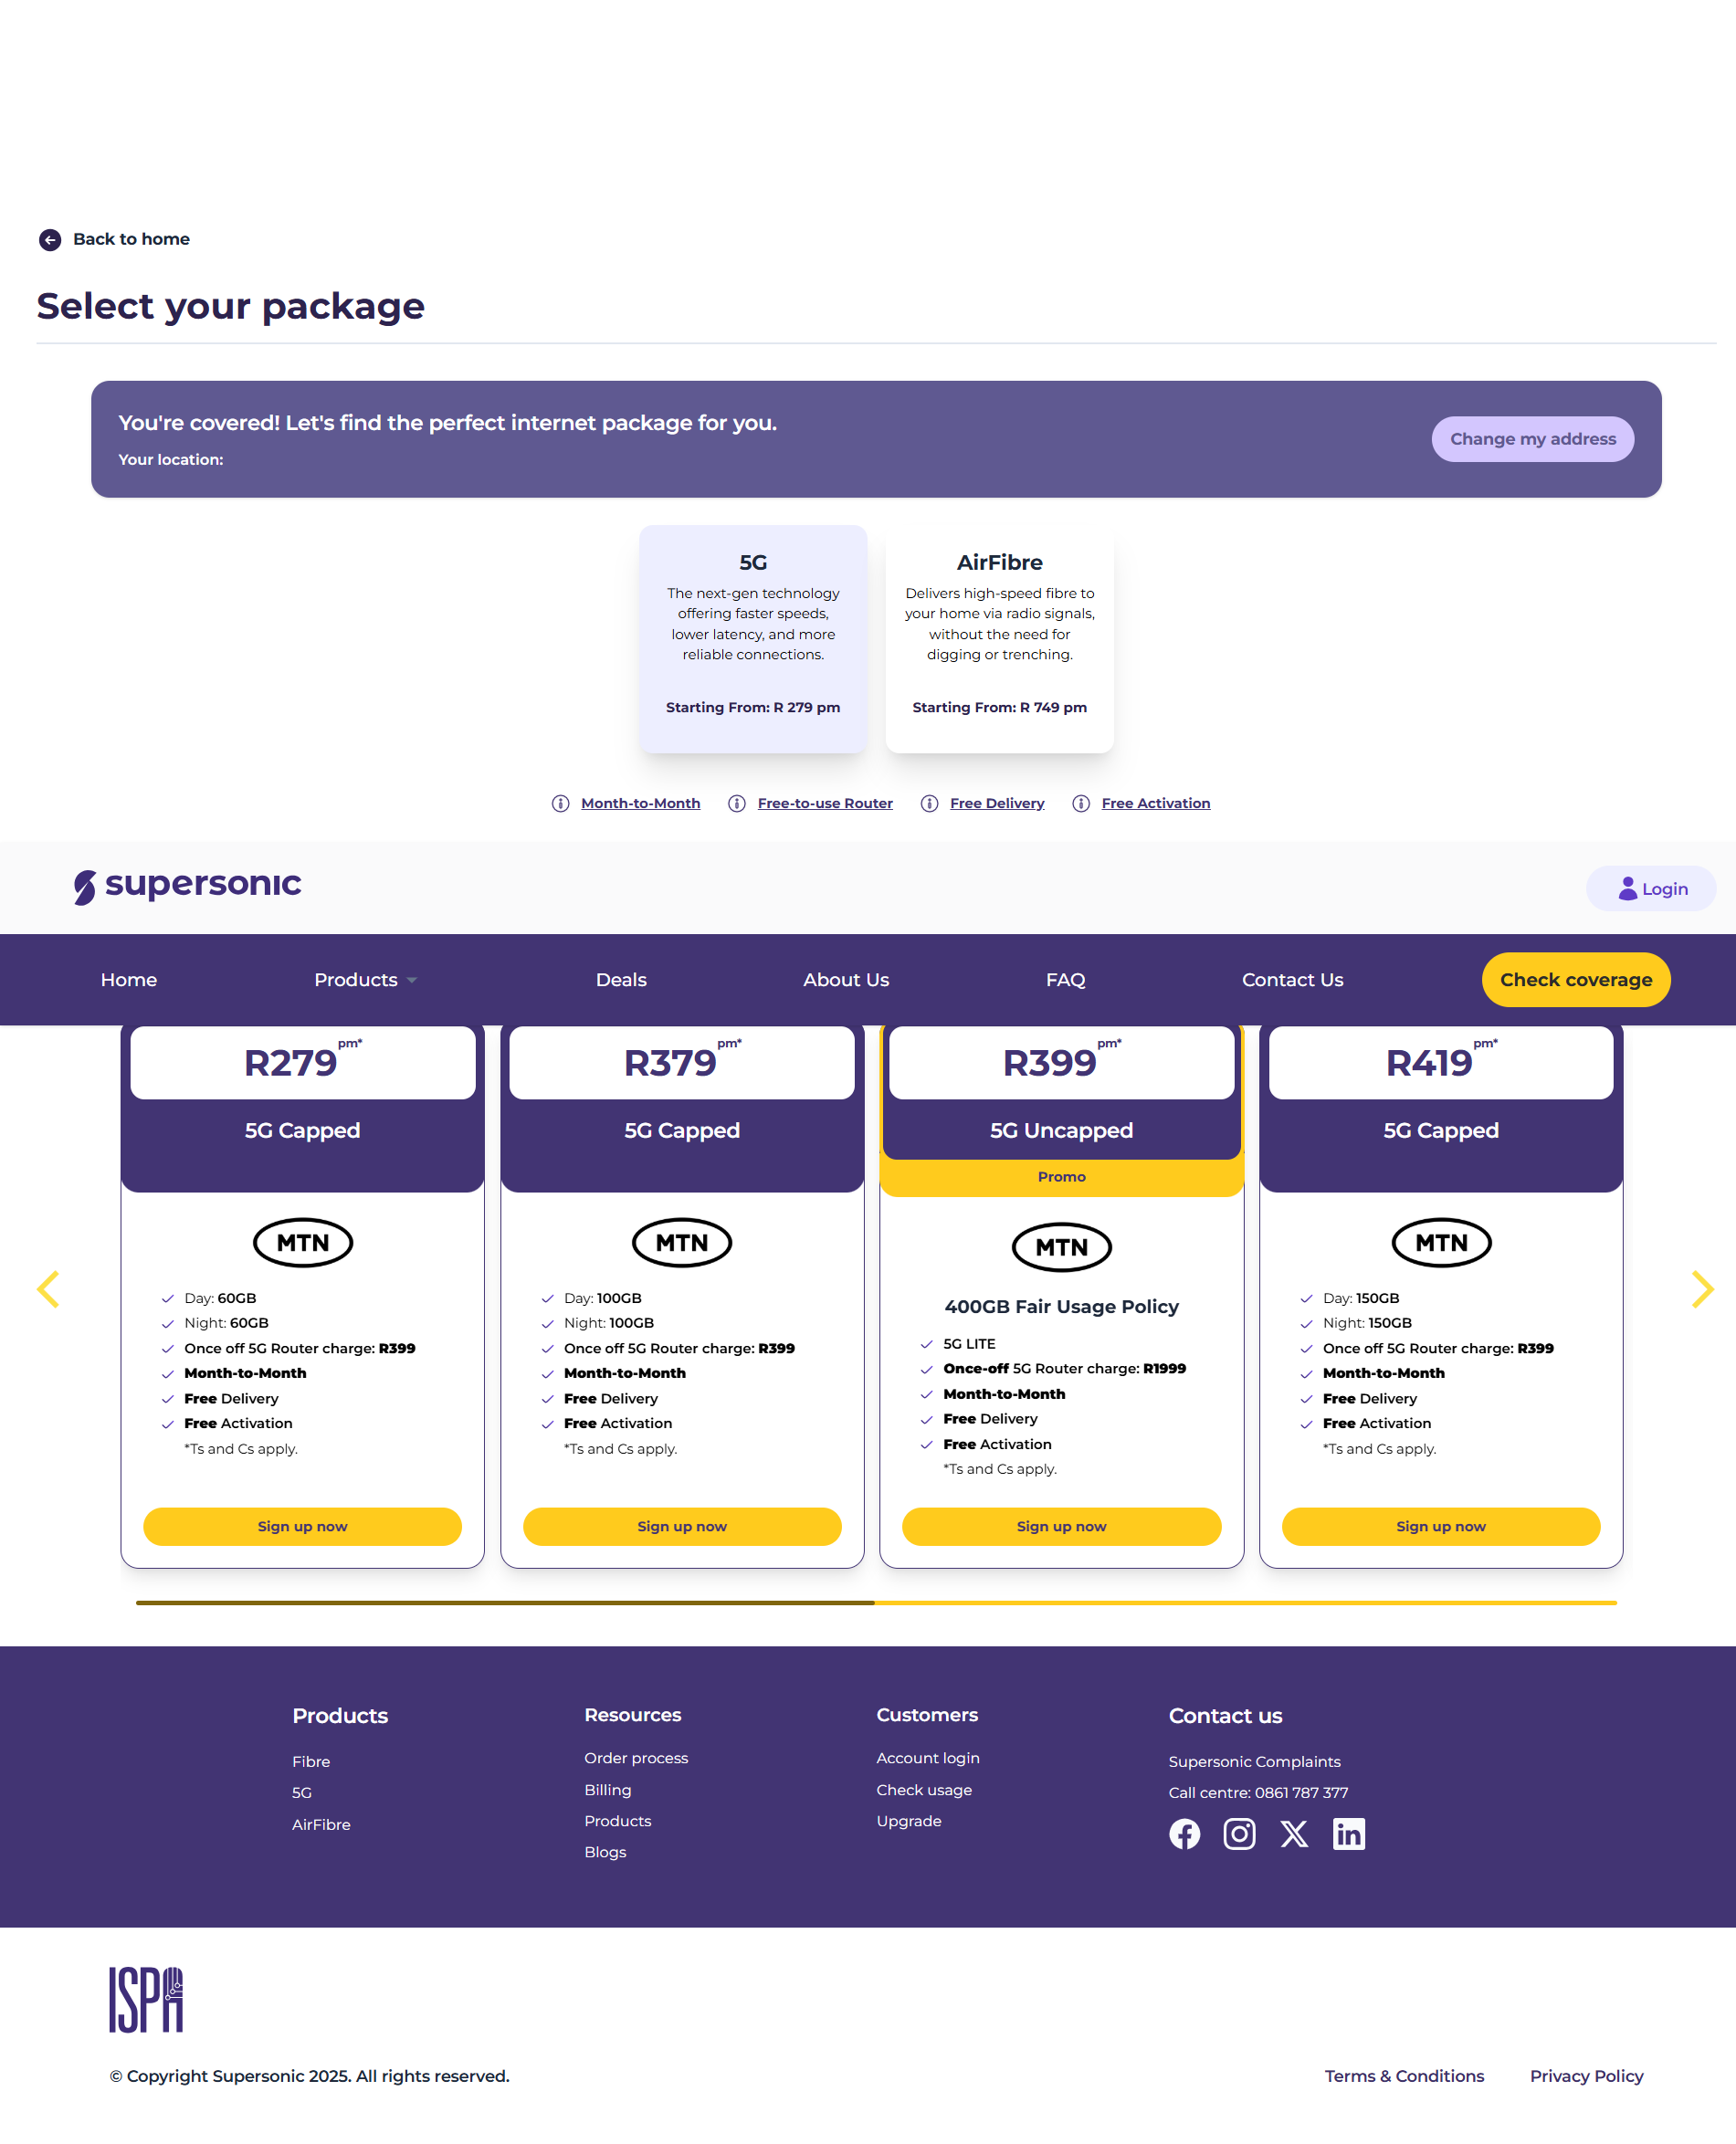 Back to home
Select your package
You're covered! Let's find the perfect internet package for you.
Your location:
Change my address
5G
The next-gen technology
offering faster speeds,
lower latency, and more
reliable connections.
Starting From: R 279 pm
AirFibre
Delivers high-speed fibre to
your home via radio signals,
without the need for
digging or trenching.
Starting From: R 749 pm
Month-to-Month
Free-to-use Router
Free Delivery
Free Activation
supersonic
Login
Home
Products
Deals
About Us
FAQ
Contact Us
Check coverage
R279 pm*
5G Capped
MTN
Day: 60GB
Night: 60GB
Once off 5G Router charge: R399
Month-to-Month
Free Delivery
Free Activation
*Ts and Cs apply.
Sign up now
R379 pm*
5G Capped
MTN
Day: 100GB
Night: 100GB
Once off 5G Router charge: R399
Month-to-Month
Free Delivery
Free Activation
*Ts and Cs apply.
Sign up now
R399 pm*
5G Uncapped
Promo
MTN
400GB Fair Usage Policy
5G LITE
Once-off 5G Router charge: R1999
Month-to-Month
Free Delivery
Free Activation
*Ts and Cs apply.
Sign up now
R419 pm*
5G Capped
MTN
Day: 150GB
Night: 150GB
Once off 5G Router charge: R399
Month-to-Month
Free Delivery
Free Activation
*Ts and Cs apply.
Sign up now
Products
Fibre
5G
AirFibre
Resources
Order process
Billing
Products
Blogs
Customers
Account login
Check usage
Upgrade
Contact us
Supersonic Complaints
Call centre: 0861 787 377
ISPA
© Copyright Supersonic 2025. All rights reserved.
Terms & Conditions
Privacy Policy